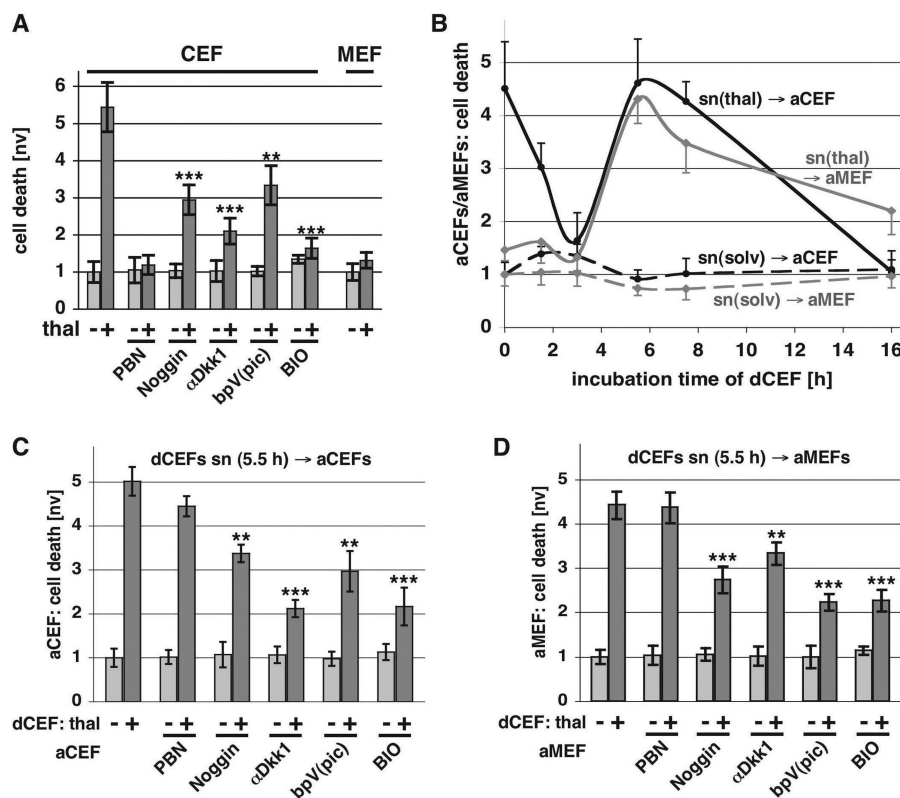 A
CEF
MEF
cell death [nv]
6
5
4
3
2
1
0
***
***
**
***
thal
-+ -+ -+ -+ -+ -+ -+
PBN
Noggin
αDkk1
bpV(pic)
BIO
B
aCEFs/aMEFs: cell death
5
4
3
2
1
0
sn(thal) → aCEF
sn(thal)
→ aMEF
sn(solv) → aCEF
sn(solv) → aMEF
0 2 4 6 8 10 12 14 16
incubation time of dCEF [h]
C
dCEFs sn (5.5 h) → aCEFs
aCEF: cell death [nv]
5
4
3
2
1
0
**
***
**
***
dCEF: thal -+ -+ -+ -+ -+ -+
aCEF
PBN
Noggin
αDkk1
bpV(pic)
BIO
D
dCEFs sn (5.5 h) → aMEFs
aMEF: cell death [nv]
5
4
3
2
1
0
***
**
***
***
dCEF: thal -+ -+ -+ -+ -+ -+
aMEF
PBN
Noggin
αDkk1
bpV(pic)
BIO